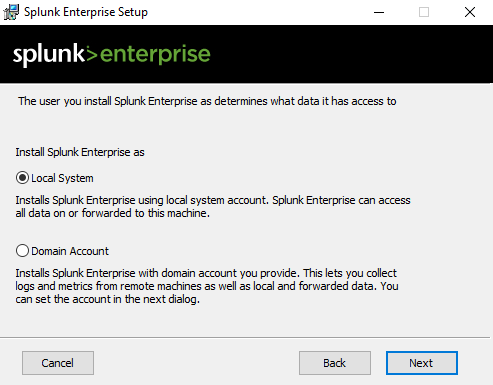 Splunk Enterprise Setup
splunk>enterprise
The user you install Splunk Enterprise as determines what data it has access to
Install Splunk Enterprise as
Local System
Installs Splunk Enterprise using local system account. Splunk Enterprise can access
all data on or forwarded to this machine.
Domain Account
Installs Splunk Enterprise with domain account you provide. This lets you collect
logs and metrics from remote machines as well as local and forwarded data. You
can set the account in the next dialog.
Cancel
Back
Next